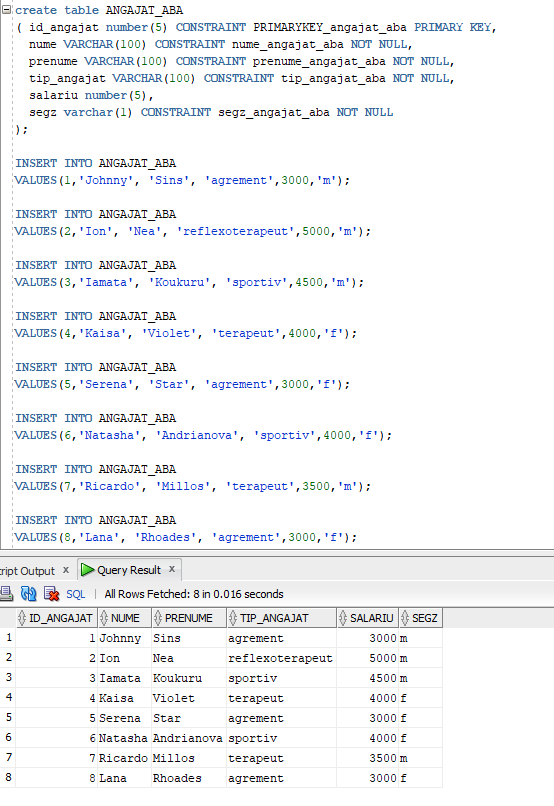 create table ANGAJAT_ABA
( id_angajat number(5) CONSTRAINT PRIMARYKEY_angajat_aba PRIMARY KEY,
nume VARCHAR(100) CONSTRAINT nume_angajat_aba NOT NULL,
prenume VARCHAR(100) CONSTRAINT prenume_angajat_aba NOT NULL,
tip_angajat VARCHAR(100) CONSTRAINT tip_angajat_aba NOT NULL,
salariu number(5),
segz varchar(1) CONSTRAINT segz_angajat_aba NOT NULL
);
INSERT INTO ANGAJAT_ABA
VALUES(1,'Johnny', 'Sins', 'agrement',3000,'m');
INSERT INTO ANGAJAT_ABA
VALUES(2,'Ion', 'Nea', 'reflexoterapeut',5000,'m');
INSERT INTO ANGAJAT_ABA
VALUES(3,'Iamata', 'Koukuru', 'sportiv',4500,'m');
INSERT INTO ANGAJAT_ABA
VALUES(4,'Kaisa', 'Violet', 'terapeut',4000,'f');
INSERT INTO ANGAJAT_ABA
VALUES(5,'Serena', 'Star', 'agrement',3000,'f');
INSERT INTO ANGAJAT_ABA
VALUES(6,'Natasha', 'Andrianova', 'sportiv',4000,'f');
INSERT INTO ANGAJAT_ABA
VALUES(7,'Ricardo', 'Millos', 'terapeut',3500,'m');
INSERT INTO ANGAJAT_ABA
VALUES(8,'Lana', 'Rhoades', 'agrement',3000,'f');
ript Output x Query Result x
SQL | All Rows Fetched: 8 in 0.016 seconds
ID_ANGAJAT NUME PRENUME TIP_ANGAJAT SALARIU SEGZ
1 1 Johnny Sins agrement 3000 m
2 2 Ion Nea reflexoterapeut 5000 m
3 3 Iamata Koukuru sportiv 4500 m
4 4 Kaisa Violet terapeut 4000 f
5 5 Serena Star agrement 3000 f
6 6 Natasha Andrianova sportiv 4000 f
7 7 Ricardo Millos terapeut 3500 m
8 8 Lana Rhoades agrement 3000 f